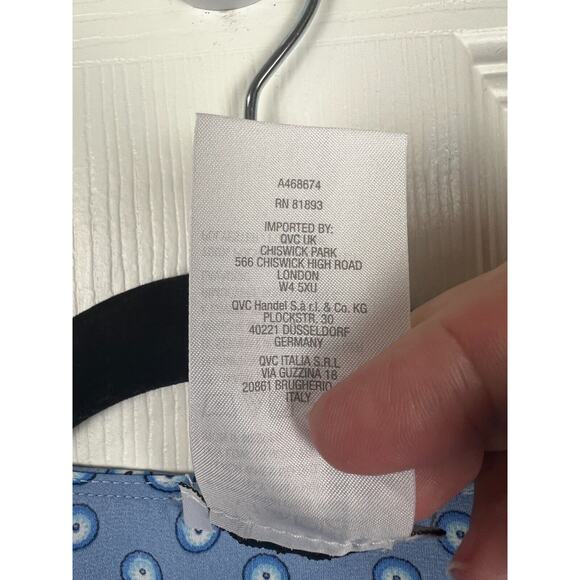 A468674
RN 81893
IMPORTED BY:
QVC UK
CHISWICK PARK
566 CHISWICK HIGH ROAD
LONDON
W4 5XU
QVC Handel S.à r.l. & Co. KG
PLOCKSTR. 30
40221 DÜSSELDORF
GERMANY
QVC ITALIA S.R.L
VIA GUZZINA 18
20861 BRUGHERIO
ITALY